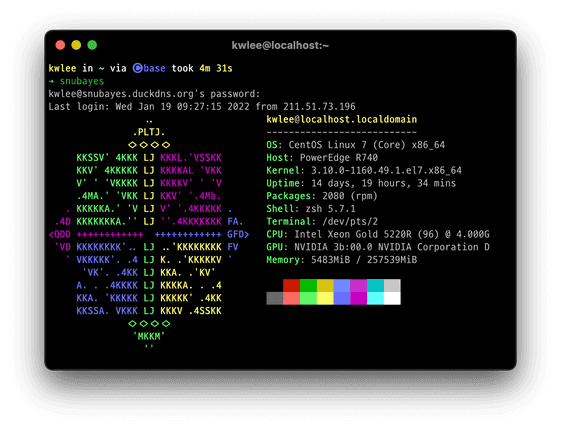 kwlee@localhost:~
kwlee in ~ via Ⓒbase took 4m 31s
➜ snubayes
kwlee@snubayes.duckdns.org's password:
Last login: Wed Jan 19 09:27:15 2022 from 211.51.73.196
.. kwlee@localhost.localdomain
.PLTJ. ---------------------------
<><><><> OS: CentOS Linux 7 (Core) x86_64
KKSSV' 4KKK LJ KKKL.'VSSKK Host: PowerEdge R740
KKV' 4KKKKK LJ KKKKAL 'VKK Kernel: 3.10.0-1160.49.1.el7.x86_64
V' ' 'VKKKK LJ KKKKV' ' 'V Uptime: 14 days, 19 hours, 34 mins
.4MA.' 'VKK LJ KKV' '.4Mb. Packages: 2080 (rpm)
. KKKKKA.' 'V LJ V' '.4KKKKK . Shell: zsh 5.7.1
.4D KKKKKKKA.'' LJ ''.4KKKKKKK FA. Terminal: /dev/pts/2
<QDD ++++++++++++ ++++++++++++ GFD> CPU: Intel Xeon Gold 5220R (96) @ 4.000G
'VD KKKKKKKK'.. LJ ..'KKKKKKKK FV GPU: NVIDIA 3b:00.0 NVIDIA Corporation D
' VKKKKK'. .4 LJ K. .'KKKKKV ' Memory: 5483MiB / 257539MiB
'VK'. .4KK LJ KKA. .'KV'
A. . .4KKKK LJ KKKKA. . .4
KKA. 'KKKKK LJ KKKKK' .4KK
KKSSA. VKKK LJ KKKV .4SSKK
<><><><>
'MKKM'
''